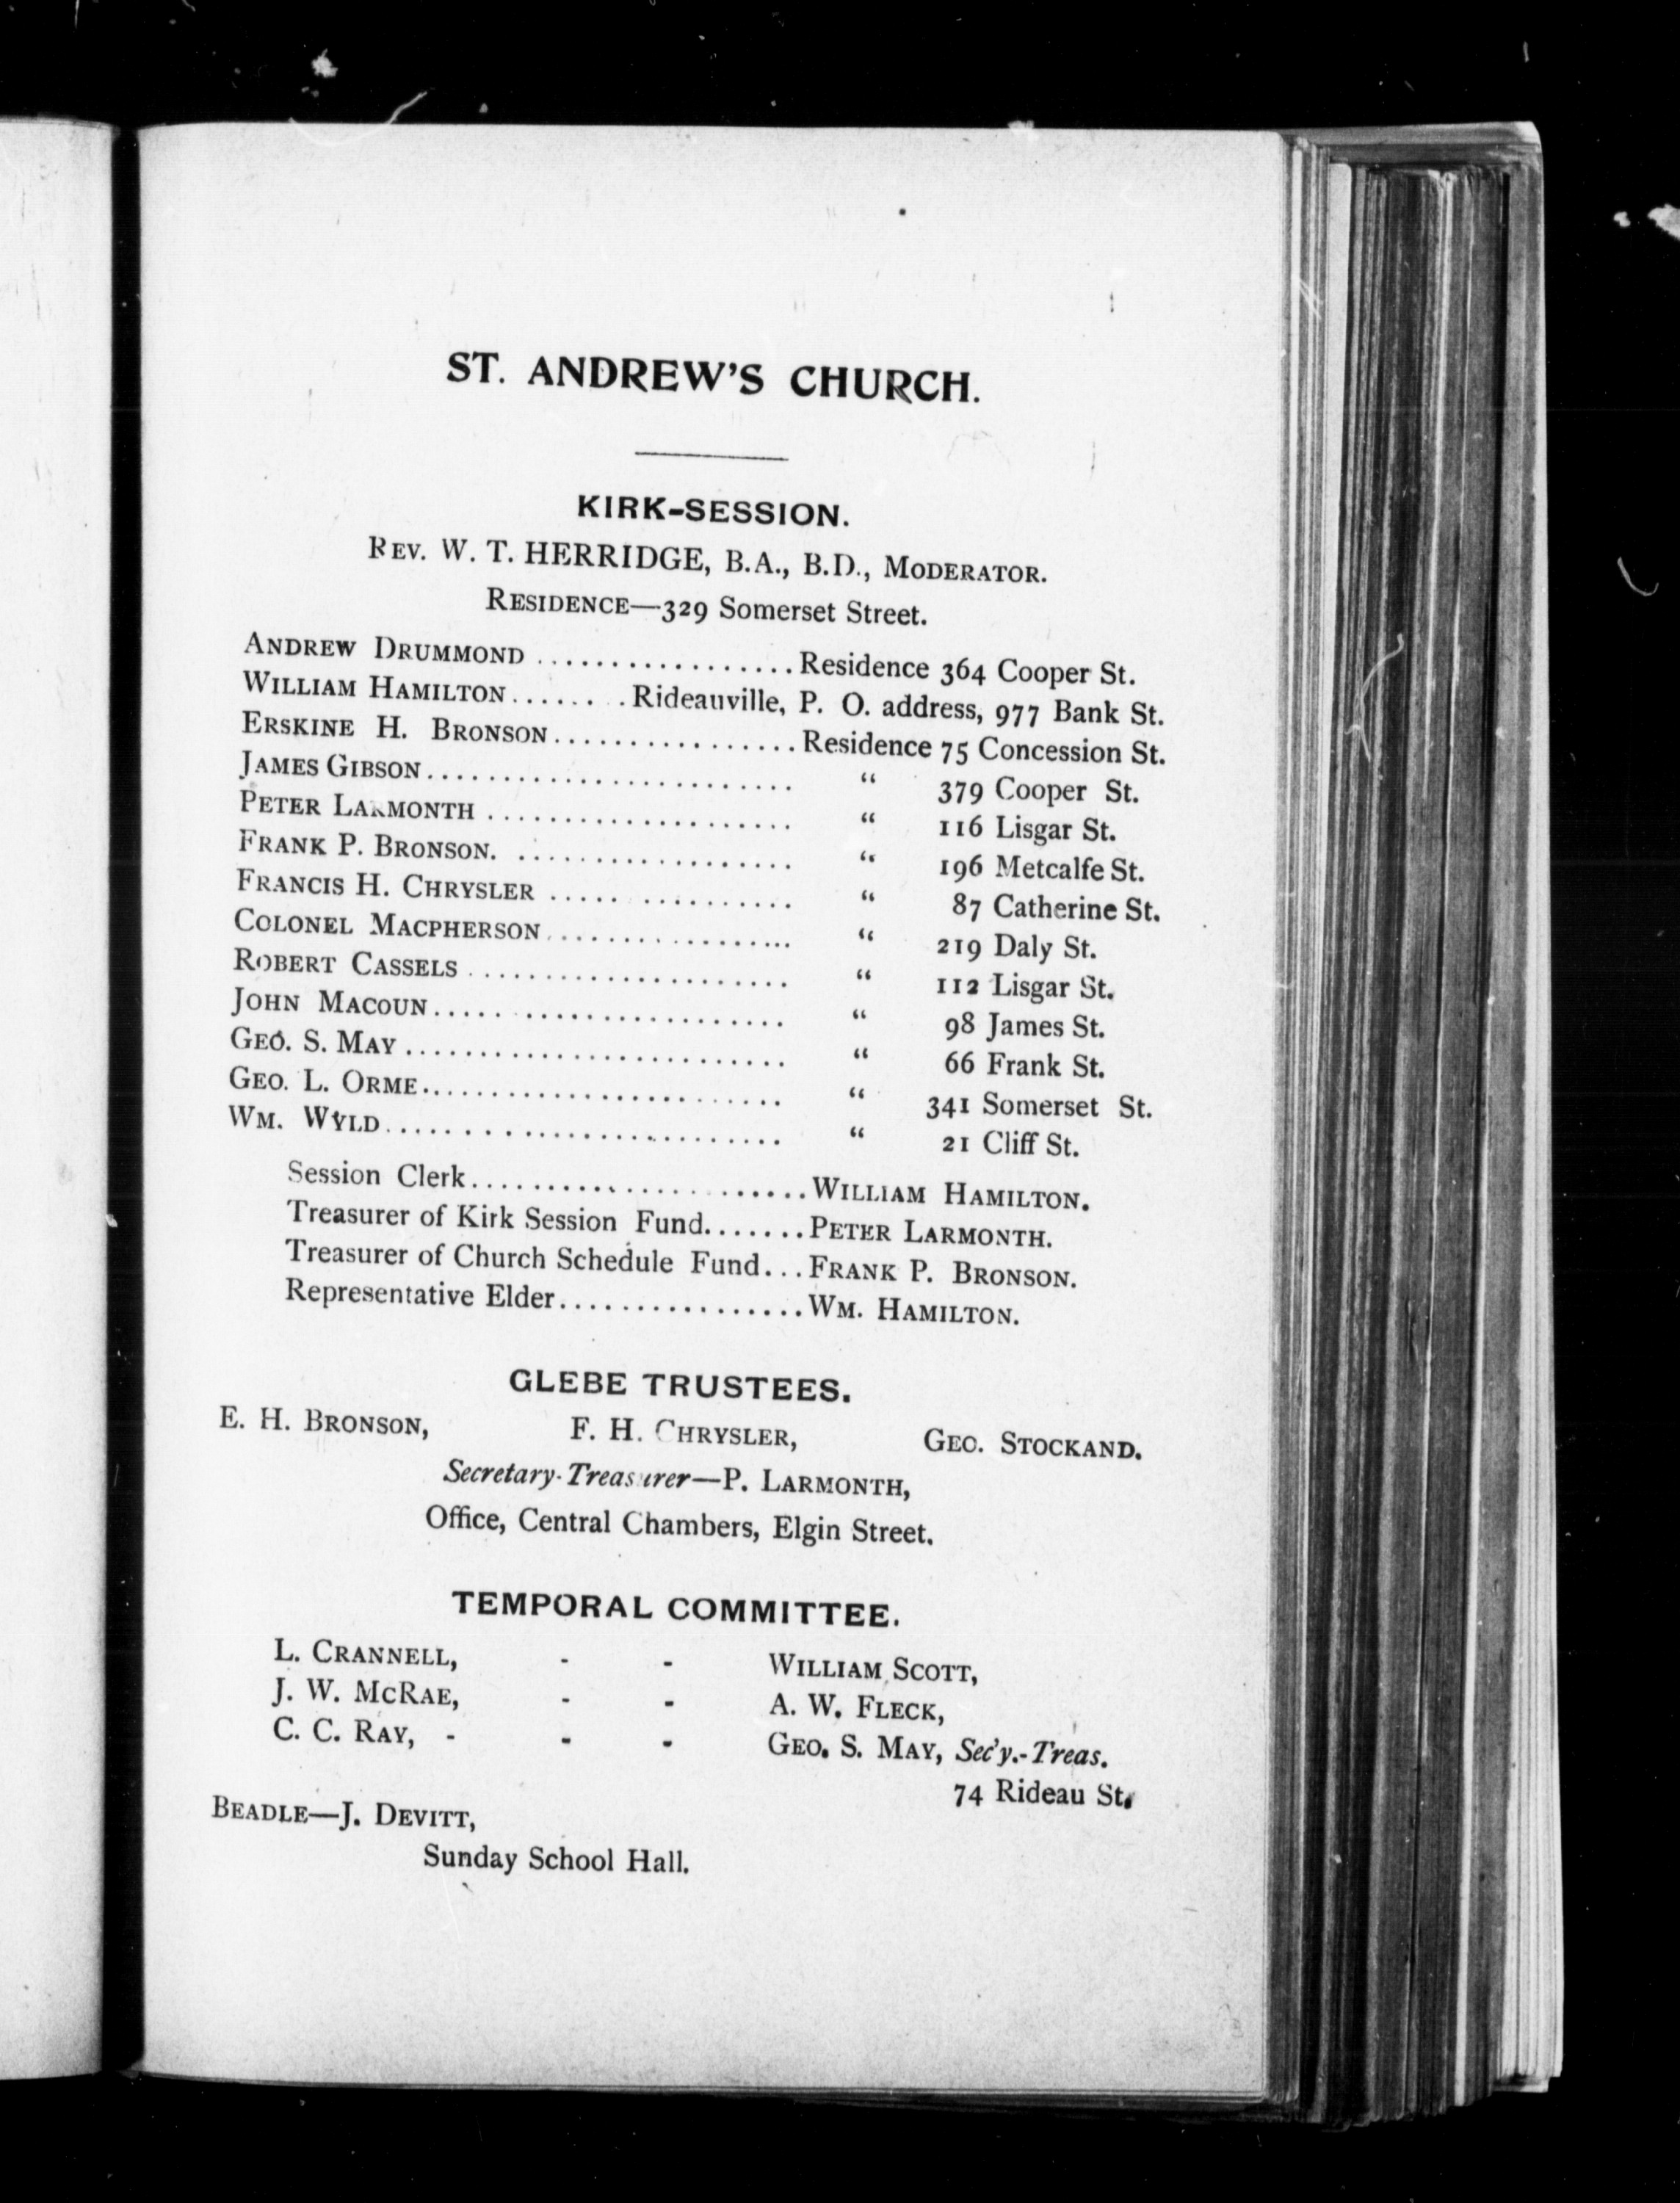 ST. ANDREW'S CHURCH.
KIRK-SESSION.
REV. W. T. HERRIDGE, B.A., B.D., MODERATOR.
RESIDENCE—329 Somerset Street.
ANDREW DRUMMOND .................Residence 364 Cooper St.
WILLIAM HAMILTON........Rideauville, P. O. address, 977 Bank St.
ERSKINE H. BRONSON................Residence 75 Concession St.
JAMES GIBSON........................ “ 379 Cooper St.
PETER LARMONTH ..................... “ 116 Lisgar St.
FRANK P. BRONSON. ................... “ 196 Metcalfe St.
FRANCIS H. CHRYSLER ................. “ 87 Catherine St.
COLONEL MACPHERSON.................. “ 219 Daly St.
ROBERT CASSELS ...................... “ 112 Lisgar St.
JOHN MACOUN........................ “ 98 James St.
GEO. S. MAY .......................... “ 66 Frank St.
GEO. L. ORME......................... “ 341 Somerset St.
WM. WYLD........................... “ 21 Cliff St.
Session Clerk......................WILLIAM HAMILTON.
Treasurer of Kirk Session Fund.......PETER LARMONTH.
Treasurer of Church Schedule Fund...FRANK P. BRONSON.
Representative Elder................WM. HAMILTON.
GLEBE TRUSTEES.
E. H. BRONSON, F. H. CHRYSLER, GEO. STOCKAND.
Secretary-Treasurer—P. LARMONTH,
Office, Central Chambers, Elgin Street.
TEMPORAL COMMITTEE.
L. CRANNELL, - - WILLIAM SCOTT,
J. W. MCRAE, - - A. W. FLECK,
C. C. RAY, - - - GEO. S. MAY, Sec'y.-Treas.
74 Rideau St.
BEADLE—J. DEVITT,
Sunday School Hall.